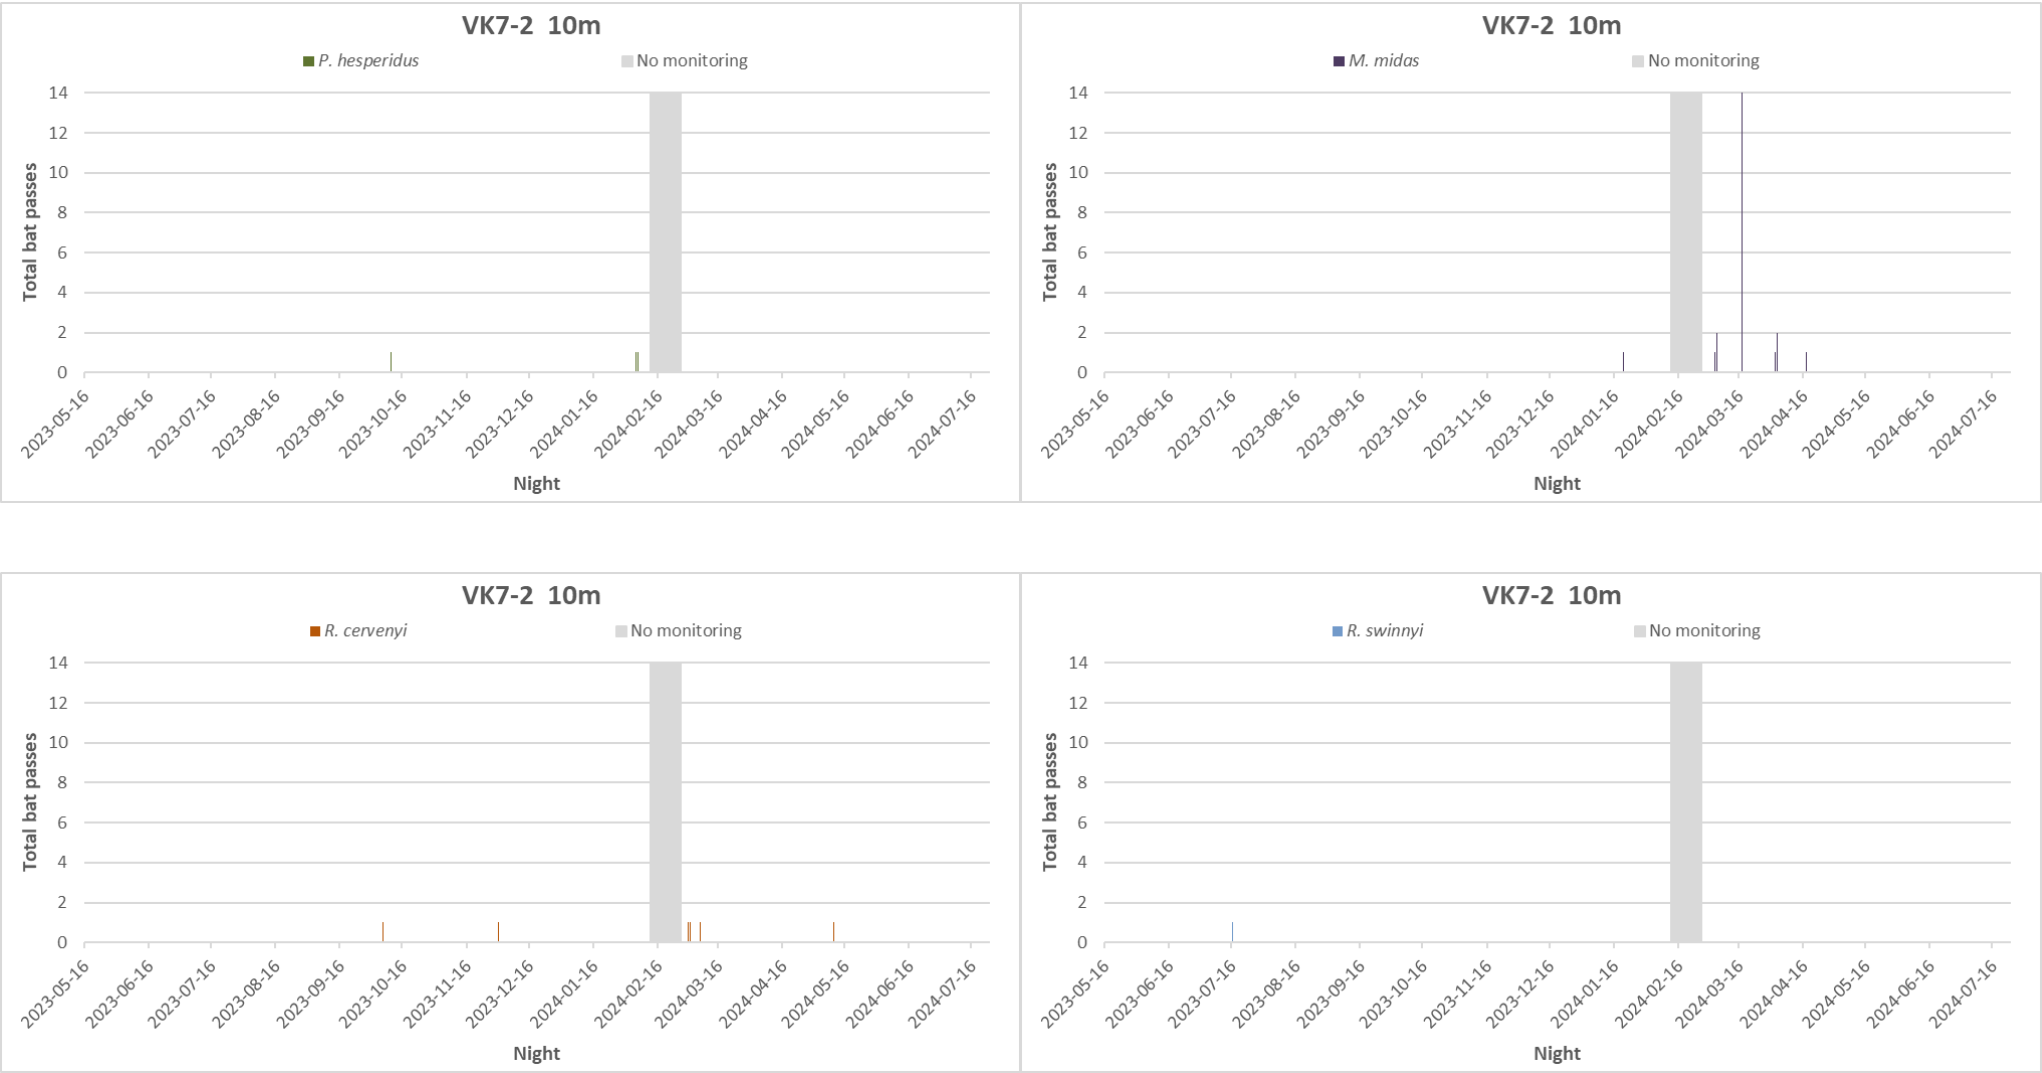 VK7-2 10m
P. hesperidus No monitoring
Total bat passes
14
12
10
8
6
4
2
0
2023-05-16 2023-06-16 2023-07-16 2023-08-16 2023-09-16 2023-10-16 2023-11-16 2023-12-16 2024-01-16 2024-02-16 2024-03-16 2024-04-16 2024-05-16 2024-06-16 2024-07-16
Night
VK7-2 10m
M. midas No monitoring
Total bat passes
14
12
10
8
6
4
2
0
2023-05-16 2023-06-16 2023-07-16 2023-08-16 2023-09-16 2023-10-16 2023-11-16 2023-12-16 2024-01-16 2024-02-16 2024-03-16 2024-04-16 2024-05-16 2024-06-16 2024-07-16
Night
VK7-2 10m
R. cervenyi No monitoring
Total bat passes
14
12
10
8
6
4
2
0
2023-05-16 2023-06-16 2023-07-16 2023-08-16 2023-09-16 2023-10-16 2023-11-16 2023-12-16 2024-01-16 2024-02-16 2024-03-16 2024-04-16 2024-05-16 2024-06-16 2024-07-16
Night
VK7-2 10m
R. swinnyi No monitoring
Total bat passes
14
12
10
8
6
4
2
0
2023-05-16 2023-06-16 2023-07-16 2023-08-16 2023-09-16 2023-10-16 2023-11-16 2023-12-16 2024-01-16 2024-02-16 2024-03-16 2024-04-16 2024-05-16 2024-06-16 2024-07-16
Night